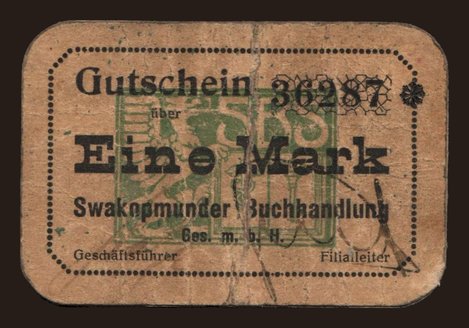 Gutschein 36287 *
über
Eine Mark
Swakopmunder Buchhandlung
Ges. m. b. H.
Geschäftsführer Filialleiter